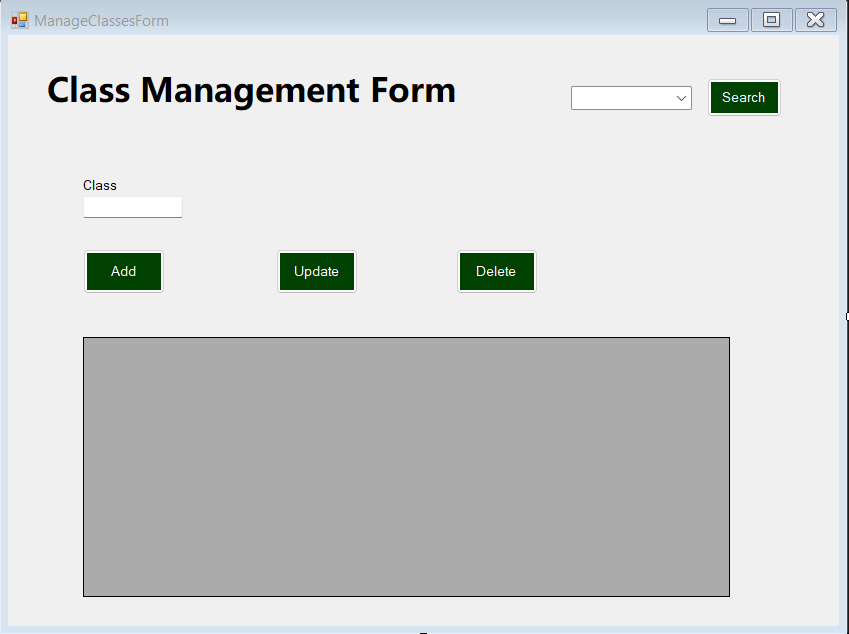 ManageClassesForm
Class Management Form
Search
Class
Add
Update
Delete